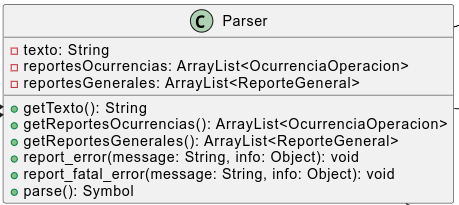 C Parser
texto: String
reportesOcurrencias: ArrayList<OcurrenciaOperacion>
reportesGenerales: ArrayList<ReporteGeneral>
getTexto(): String
getReportesOcurrencias(): ArrayList<OcurrenciaOperacion>
getReportesGenerales(): ArrayList<ReporteGeneral>
report_error(message: String, info: Object): void
report_fatal_error(message: String, info: Object): void
parse(): Symbol